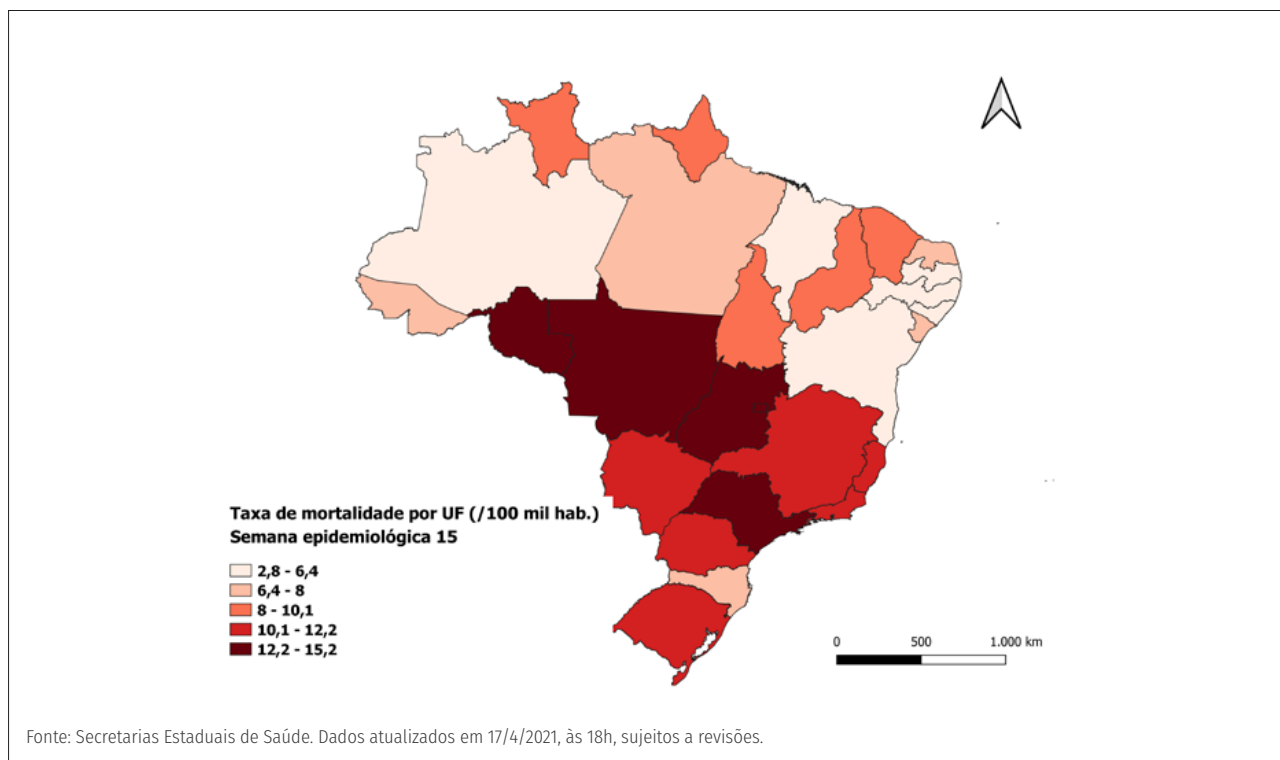 Taxa de mortalidade por UF (/100 mil hab.)
Semana epidemiológica 15
2,8 - 6,4
6,4 - 8
8 - 10,1
10,1 - 12,2
12,2 - 15,2
0 500 1.000 km
Fonte: Secretarias Estaduais de Saúde. Dados atualizados em 17/4/2021, às 18h, sujeitos a revisões.